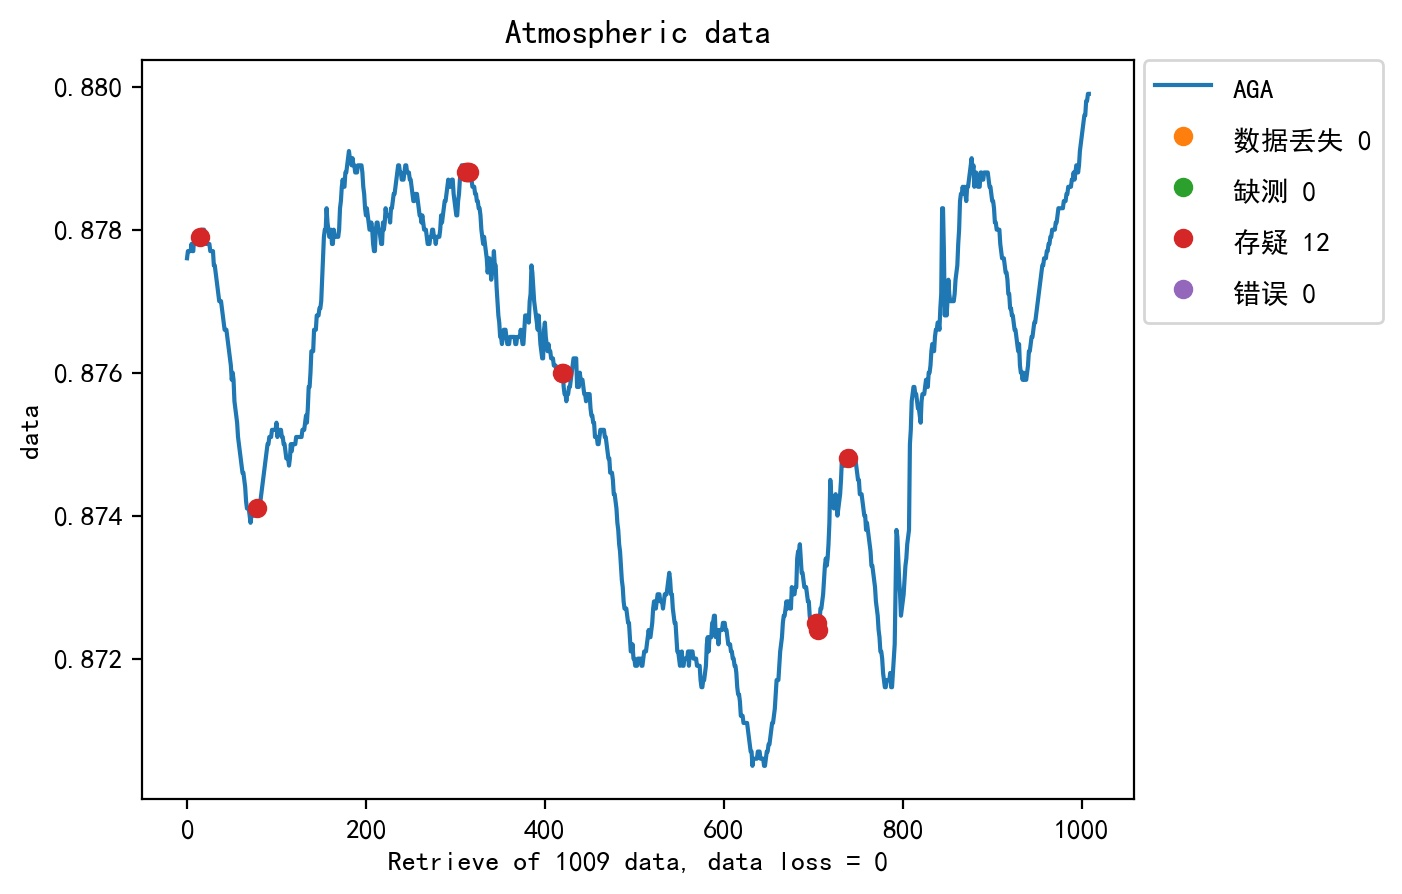 Atmospheric data
0.880
0.878
0.876
0.874
0.872
data
0 200 400 600 800 1000
Retrieve of 1009 data, data loss = 0
AGA
数据丢失 0
缺测 0
存疑 12
错误 0